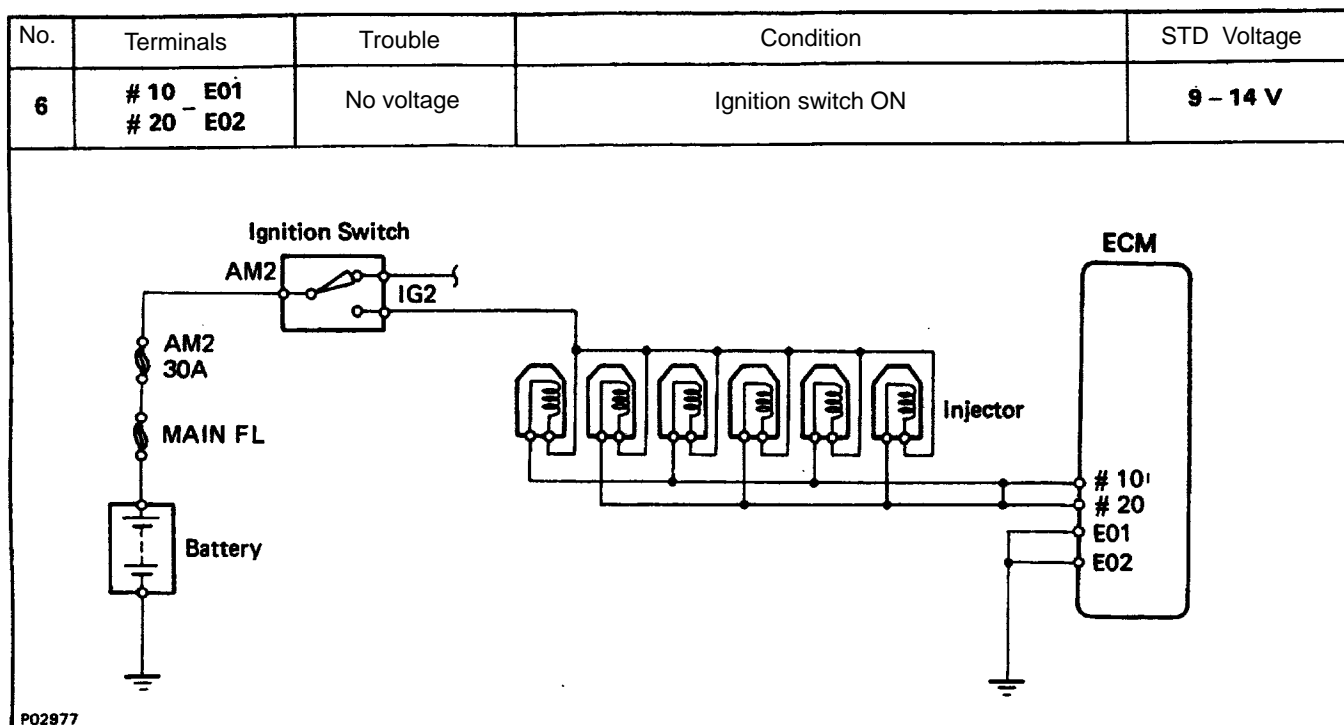 No. Terminals Trouble Condition STD Voltage
6 # 10 – E01 No voltage Ignition switch ON 9 – 14 V
# 20 E02
Ignition Switch
AM2
IG2
ECM
AM2
30A
MAIN FL
Injector
# 10
# 20
E01
E02
Battery
P02977